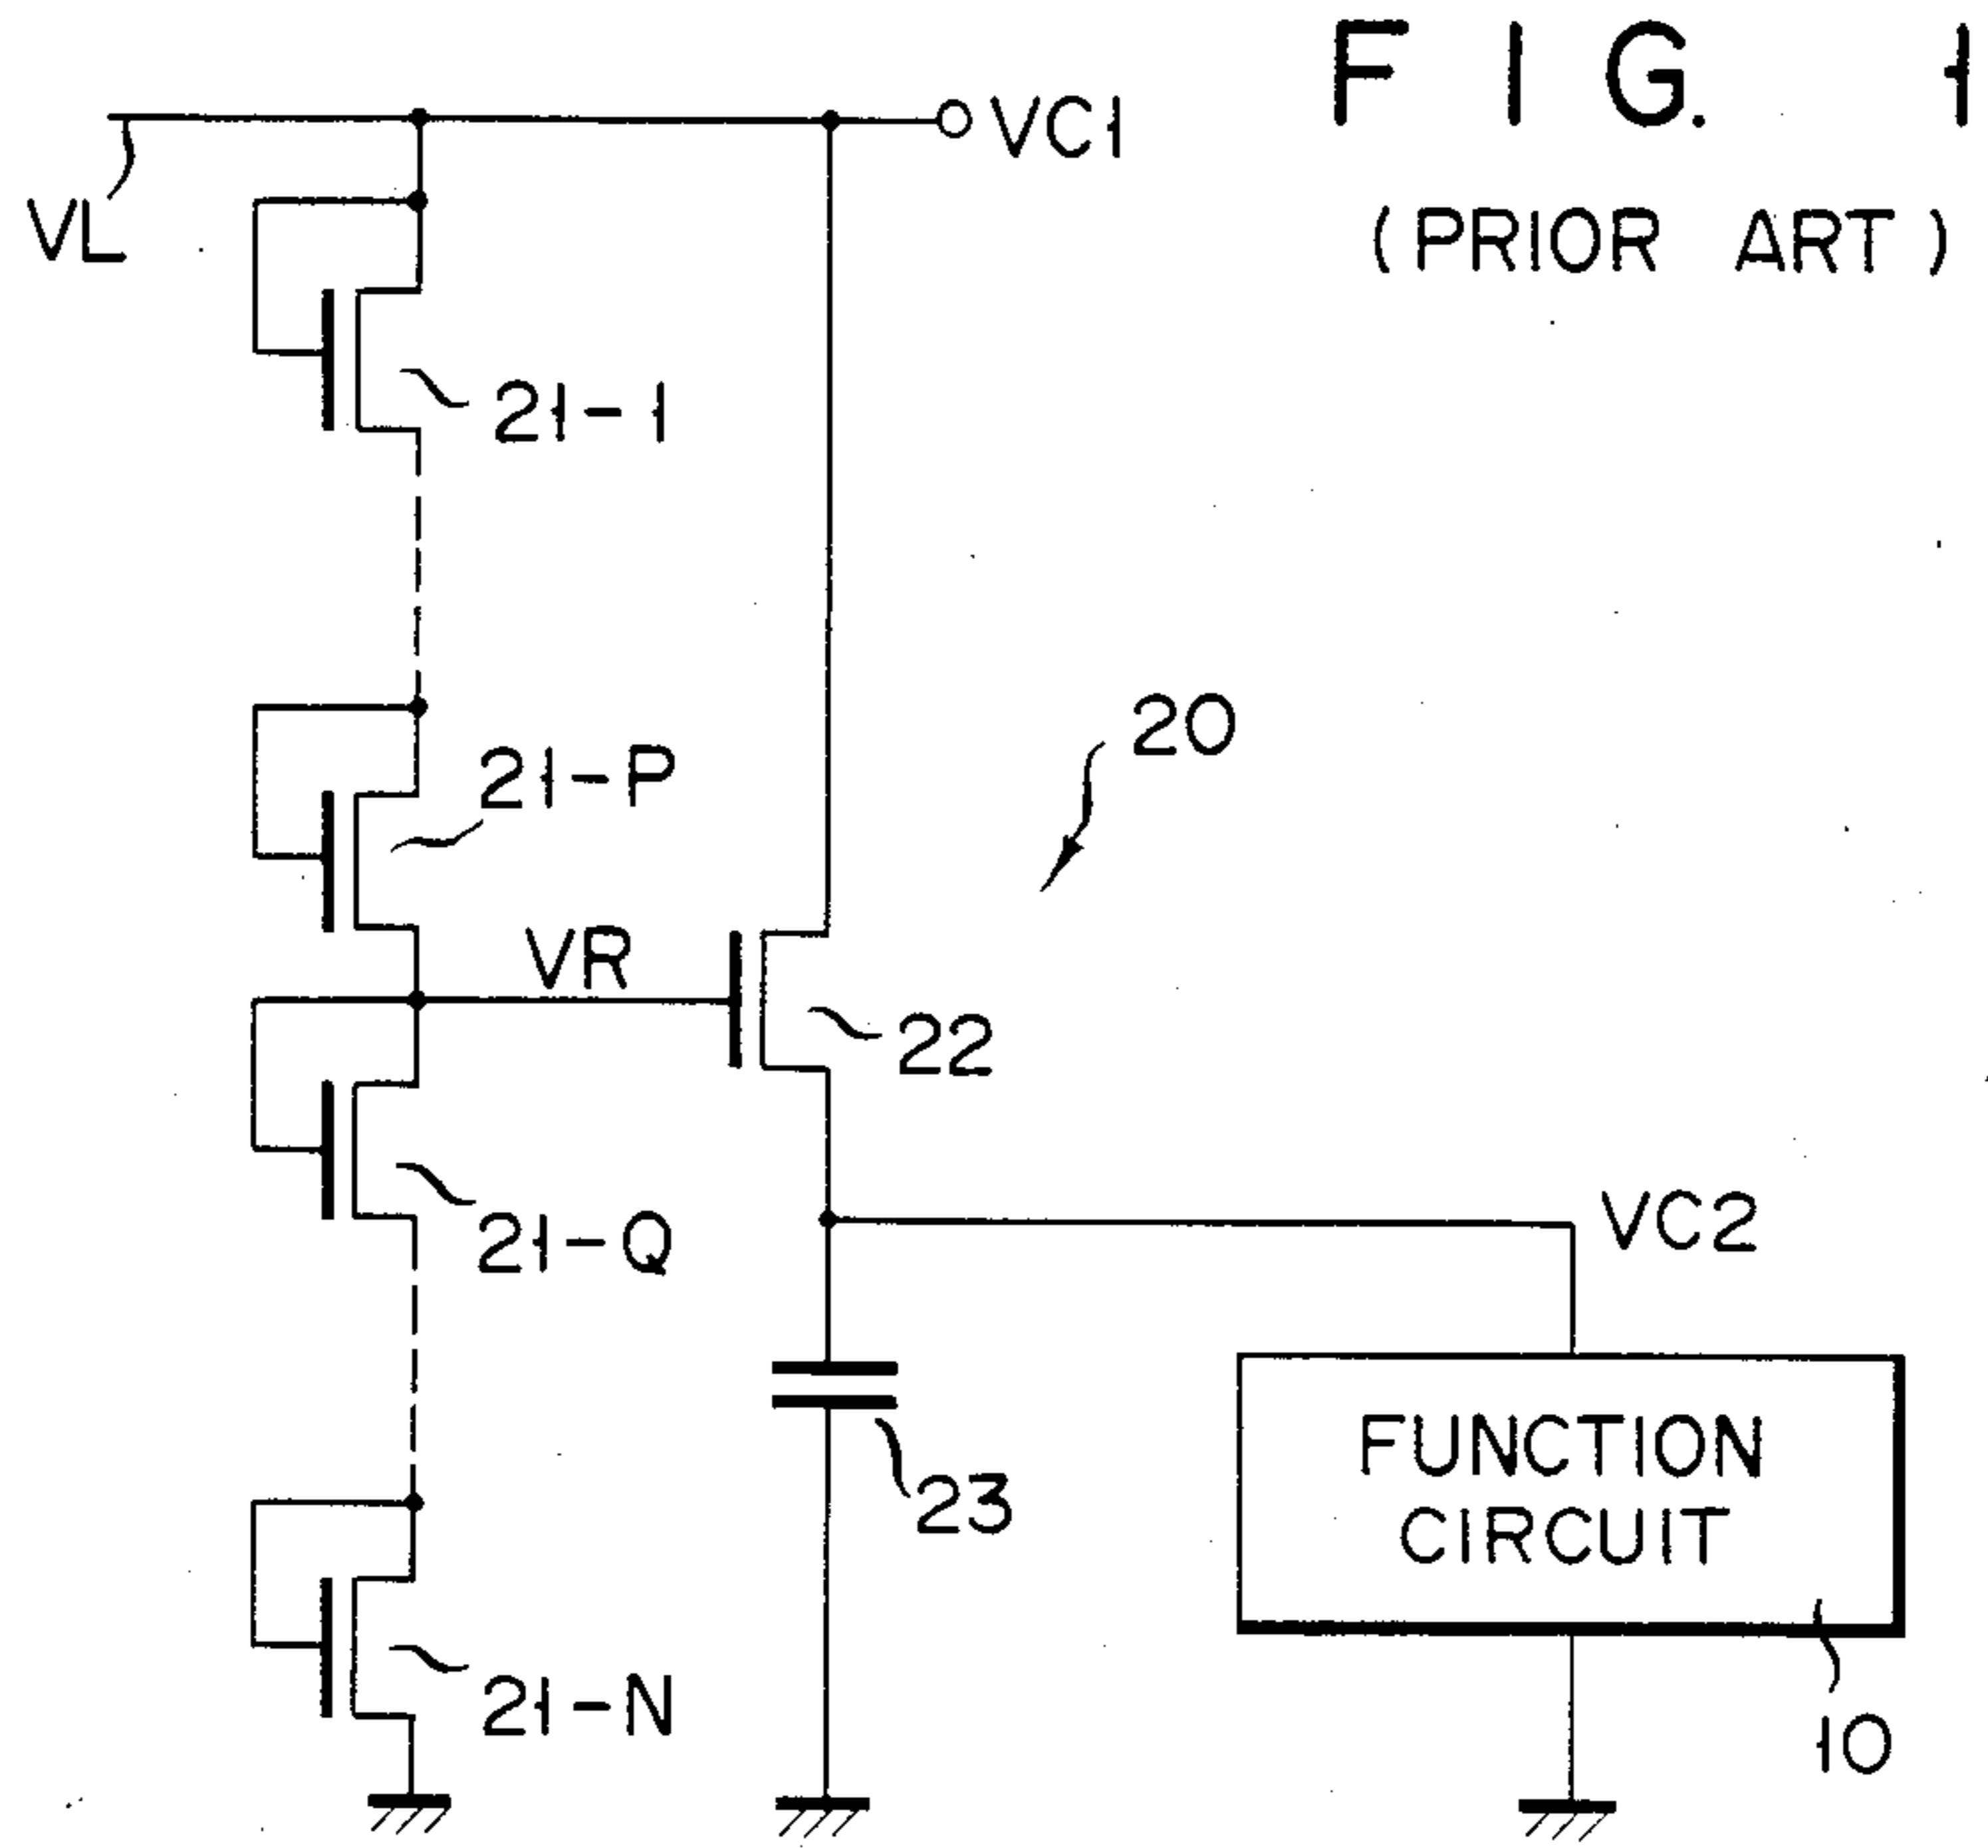 FIG. 1
(PRIOR ART)
VC1
VL
21-1
20
21-P
VR
22
21-Q
VC2
FUNCTION
CIRCUIT
23
21-N
10